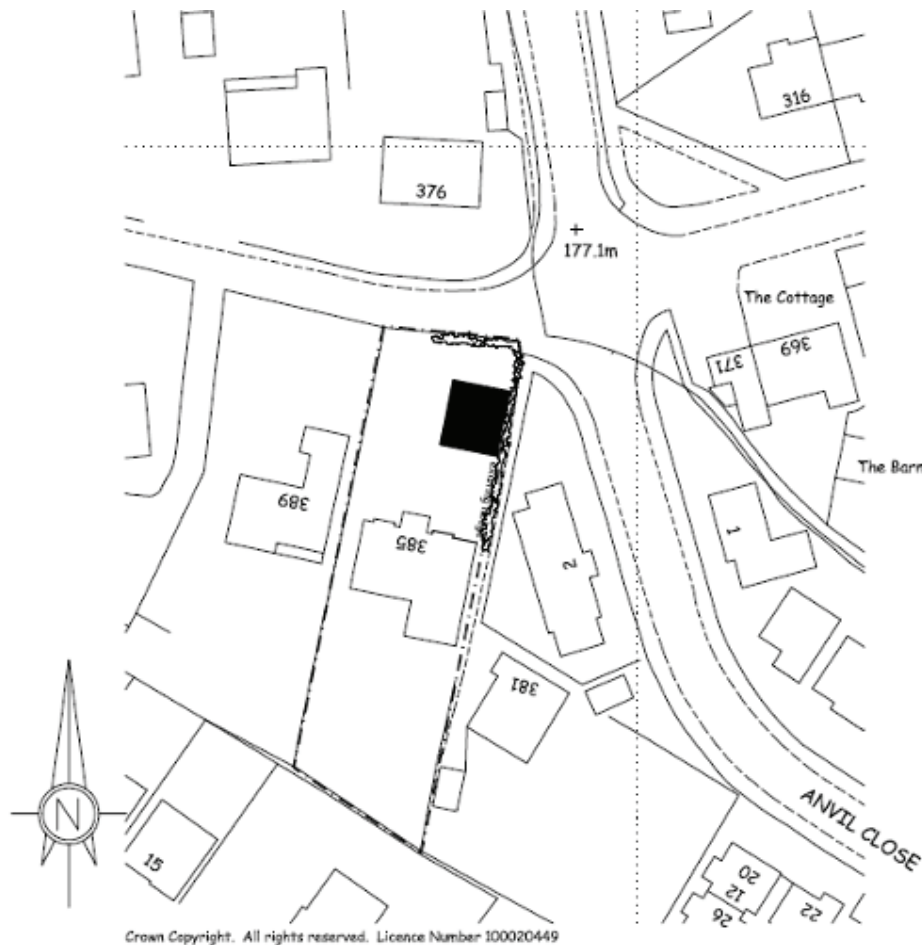 316
376
177.1m
The Cottage
369
371
The Barn
389
385
1
2
381
N
ANVIL CLOSE
15
20
12
22
26
Crown Copyright. All rights reserved. Licence Number 100020449